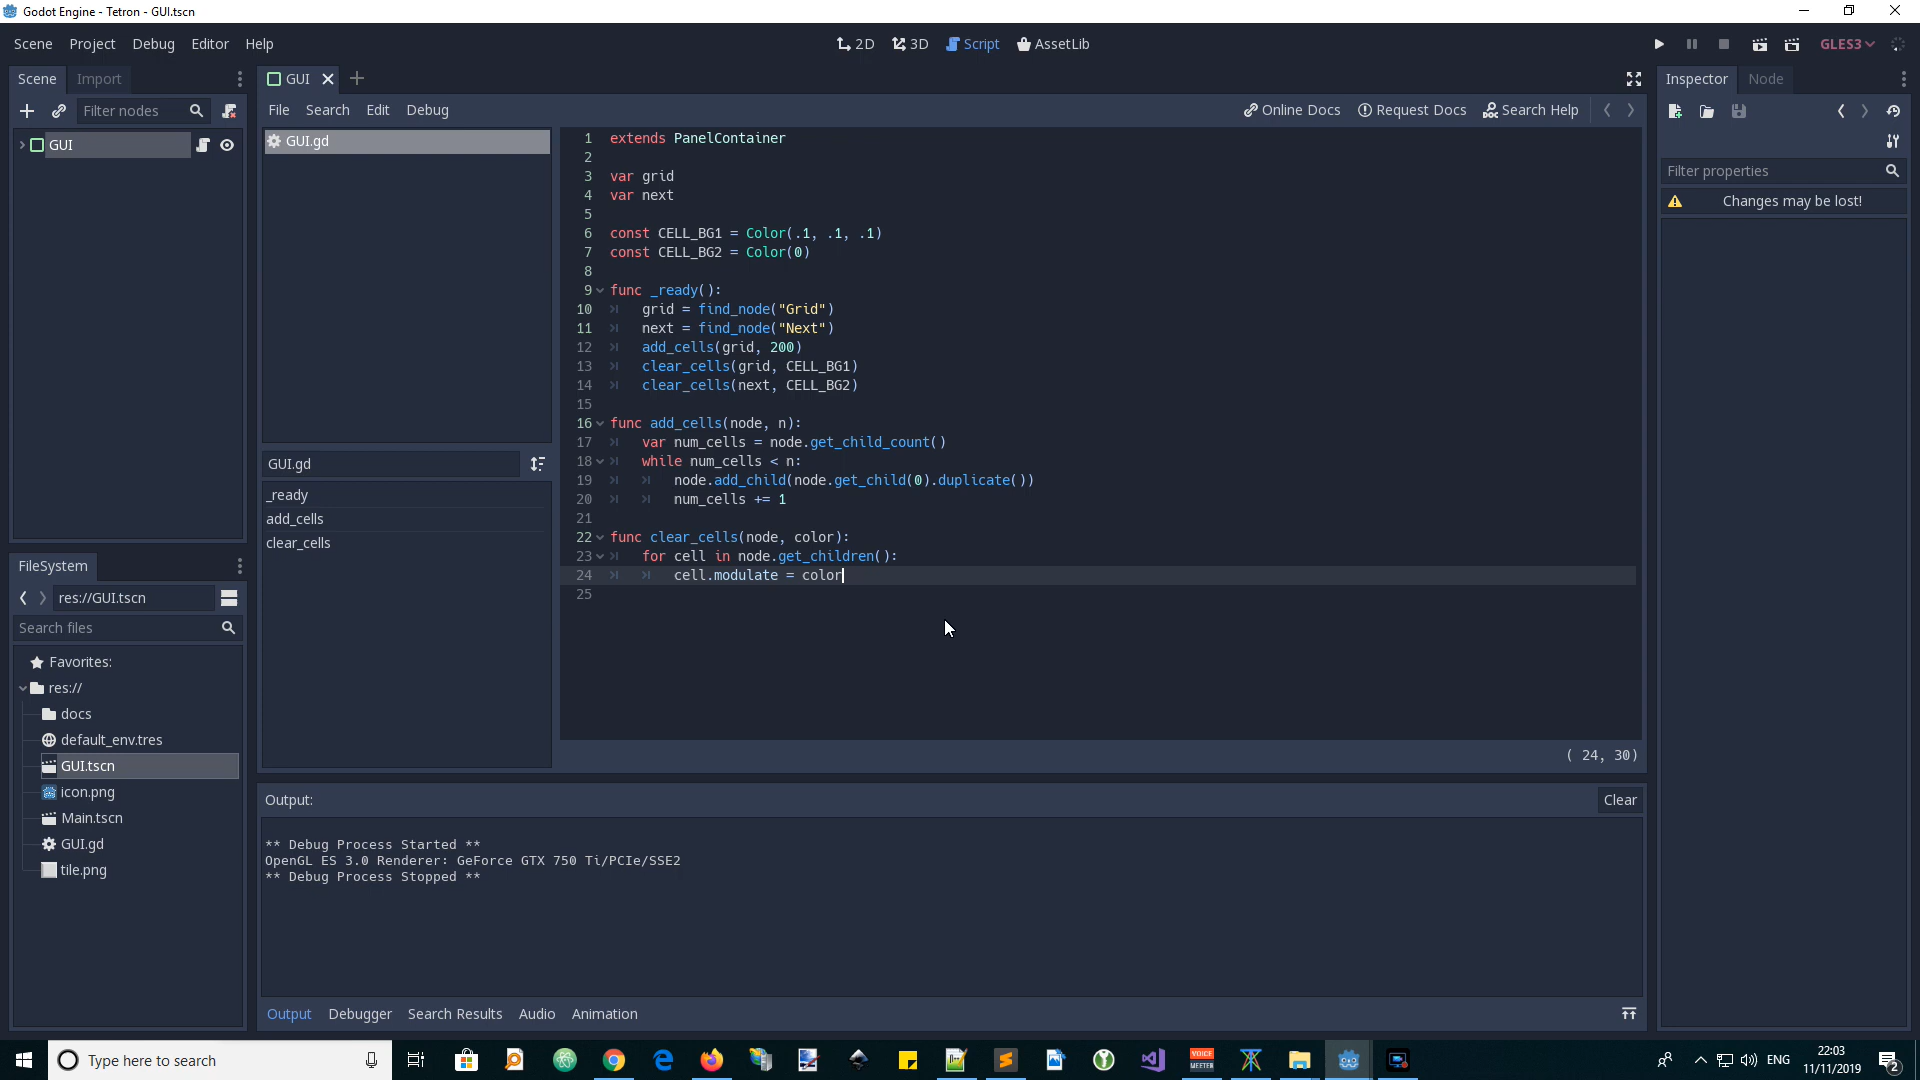 Godot Engine - Tetron - GUI.tscn
Scene Project Debug Editor Help
2D 3D Script AssetLib
GLES3
Scene Import
GUI
Inspector Node
Filter nodes
File Search Edit Debug
Online Docs Request Docs Search Help
GUI
GUI.gd
Filter properties
Changes may be lost!
1 extends PanelContainer
2
3 var grid
4 var next
5
6 const CELL_BG1 = Color(.1, .1, .1)
7 const CELL_BG2 = Color(0)
8
9 func _ready():
10 grid = find_node("Grid")
11 next = find_node("Next")
12 add_cells(grid, 200)
13 clear_cells(grid, CELL_BG1)
14 clear_cells(next, CELL_BG2)
15
16 func add_cells(node, n):
17 var num_cells = node.get_child_count()
18 while num_cells < n:
19 node.add_child(node.get_child(0).duplicate())
20 num_cells += 1
21
22 func clear_cells(node, color):
23 for cell in node.get_children():
24 cell.modulate = color
25
( 24, 30)
GUI.gd
_ready
add_cells
clear_cells
FileSystem
res://GUI.tscn
Search files
Favorites:
res://
docs
default_env.tres
GUI.tscn
icon.png
Main.tscn
GUI.gd
tile.png
Output:
Clear
** Debug Process Started **
OpenGL ES 3.0 Renderer: GeForce GTX 750 Ti/PCIe/SSE2
** Debug Process Stopped **
Output Debugger Search Results Audio Animation
Type here to search
VOICE
MEETER
ENG
22:03
11/11/2019
2